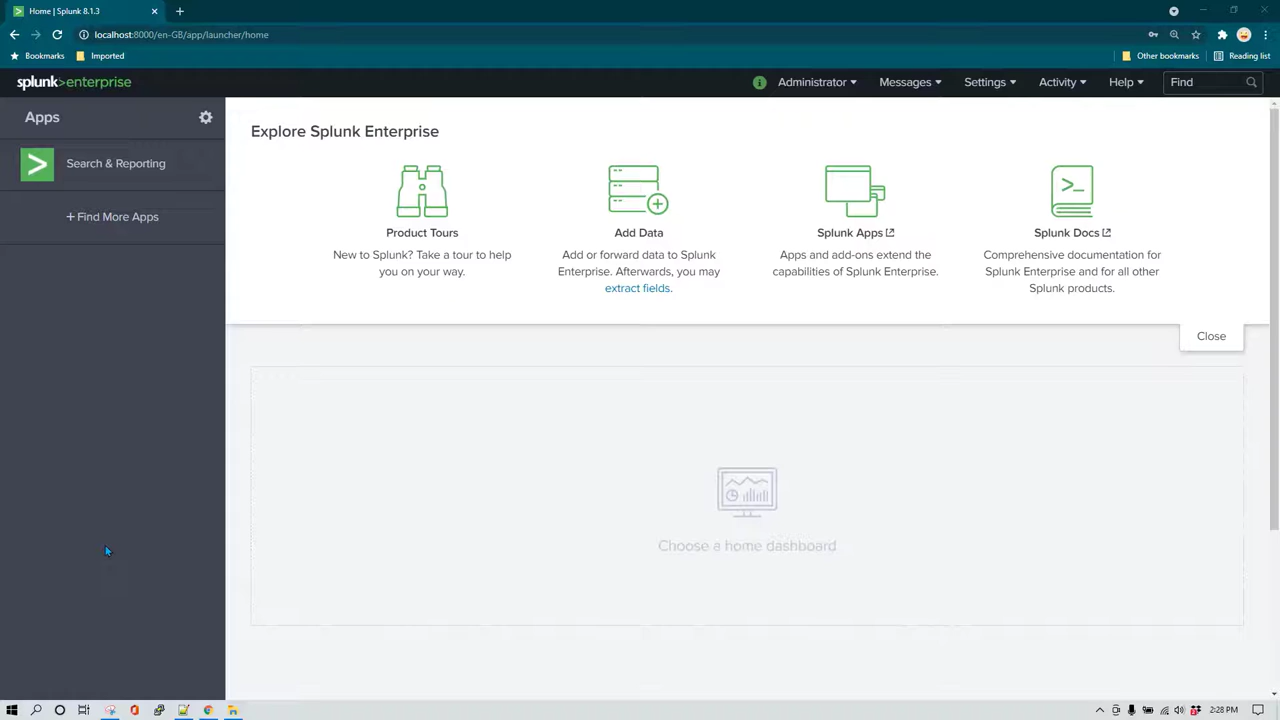 Home | Splunk 8.1.3
localhost:8000/en-GB/app/launcher/home
Bookmarks
Imported
Other bookmarks
Reading list
splunk>enterprise
Administrator
Messages
Settings
Activity
Help
Find
Apps
Search & Reporting
+ Find More Apps
Explore Splunk Enterprise
Product Tours
New to Splunk? Take a tour to help
you on your way.
Add Data
Add or forward data to Splunk
Enterprise. Afterwards, you may
extract fields.
Splunk Apps
Apps and add-ons extend the
capabilities of Splunk Enterprise.
Splunk Docs
Comprehensive documentation for
Splunk Enterprise and for all other
Splunk products.
Close
Choose a home dashboard
2:28 PM